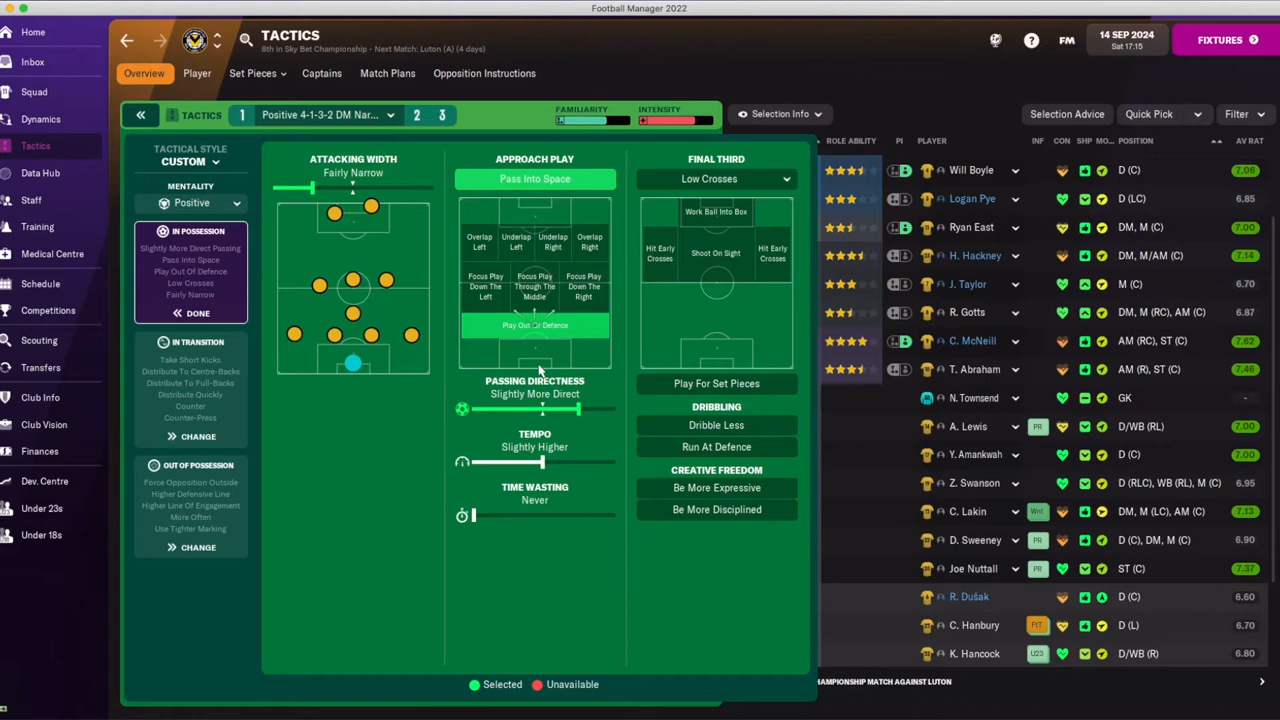 Football Manager 2022
Home
Inbox
Squad
Dynamics
Tactics
Data Hub
Staff
Training
Medical Centre
Schedule
Competitions
Scouting
Transfers
Club Info
Club Vision
Finances
Dev. Centre
Under 23s
Under 18s
TACTICS
8th in Sky Bet Championship - Next Match: Luton (A) (4 days)
FM
14 SEP 2024
Sat 17:15
FIXTURES
Overview
Player
Set Pieces
Captains
Match Plans
Opposition Instructions
TACTICS
1
Positive 4-1-3-2 DM Nar...
2
3
FAMILIARITY
INTENSITY
Selection Info
Selection Advice
Quick Pick
Filter
TACTICAL STYLE
CUSTOM
MENTALITY
Positive
IN POSSESSION
Slightly More Direct Passing
Pass Into Space
Play Out Of Defence
Low Crosses
Fairly Narrow
DONE
IN TRANSITION
Take Short Kicks
Distribute To Centre-Backs
Distribute To Full-Backs
Distribute Quickly
Counter
Counter-Press
CHANGE
OUT OF POSSESSION
Force Opposition Outside
Higher Defensive Line
Higher Line Of Engagement
More Often
Use Tighter Marking
CHANGE
ATTACKING WIDTH
Fairly Narrow
APPROACH PLAY
Pass Into Space
Overlap Left
Underlap Left
Underlap Right
Overlap Right
Focus Play Down The Left
Focus Play Through The Middle
Focus Play Down The Right
Play Out Of Defence
PASSING DIRECTNESS
Slightly More Direct
TEMPO
Slightly Higher
TIME WASTING
Never
FINAL THIRD
Low Crosses
Work Ball Into Box
Hit Early Crosses
Shoot On Sight
Hit Early Crosses
Play For Set Pieces
DRIBBLING
Dribble Less
Run At Defence
CREATIVE FREEDOM
Be More Expressive
Be More Disciplined
Selected
Unavailable
ROLE ABILITY PI PLAYER INF CON SHP MO... POSITION AV RAT
Will Boyle D (C) 7.06
Logan Pye D (LC) 6.85
Ryan East DM, M (C) 7.00
H. Hackney DM, M/AM (C) 7.14
J. Taylor M (C) 6.70
R. Gotts DM, M (RC), AM (C) 6.87
C. McNeill AM (RC), ST (C) 7.62
T. Abraham AM (R), ST (C) 7.46
N. Townsend GK -
A. Lewis PR D/WB (RL) 7.00
Y. Amankwah D (C) 7.00
Z. Swanson D (RLC), WB (RL), M (C) 6.95
C. Lakin Wnt DM, M (LC), AM (C) 7.13
D. Sweeney PR D (C), DM, M (C) 6.90
Joe Nuttall PR ST (C) 7.37
R. Dušak D (C) 6.60
C. Hanbury FtT D (L) 6.70
K. Hancock U23 D/WB (R) 6.80
CHAMPIONSHIP MATCH AGAINST LUTON